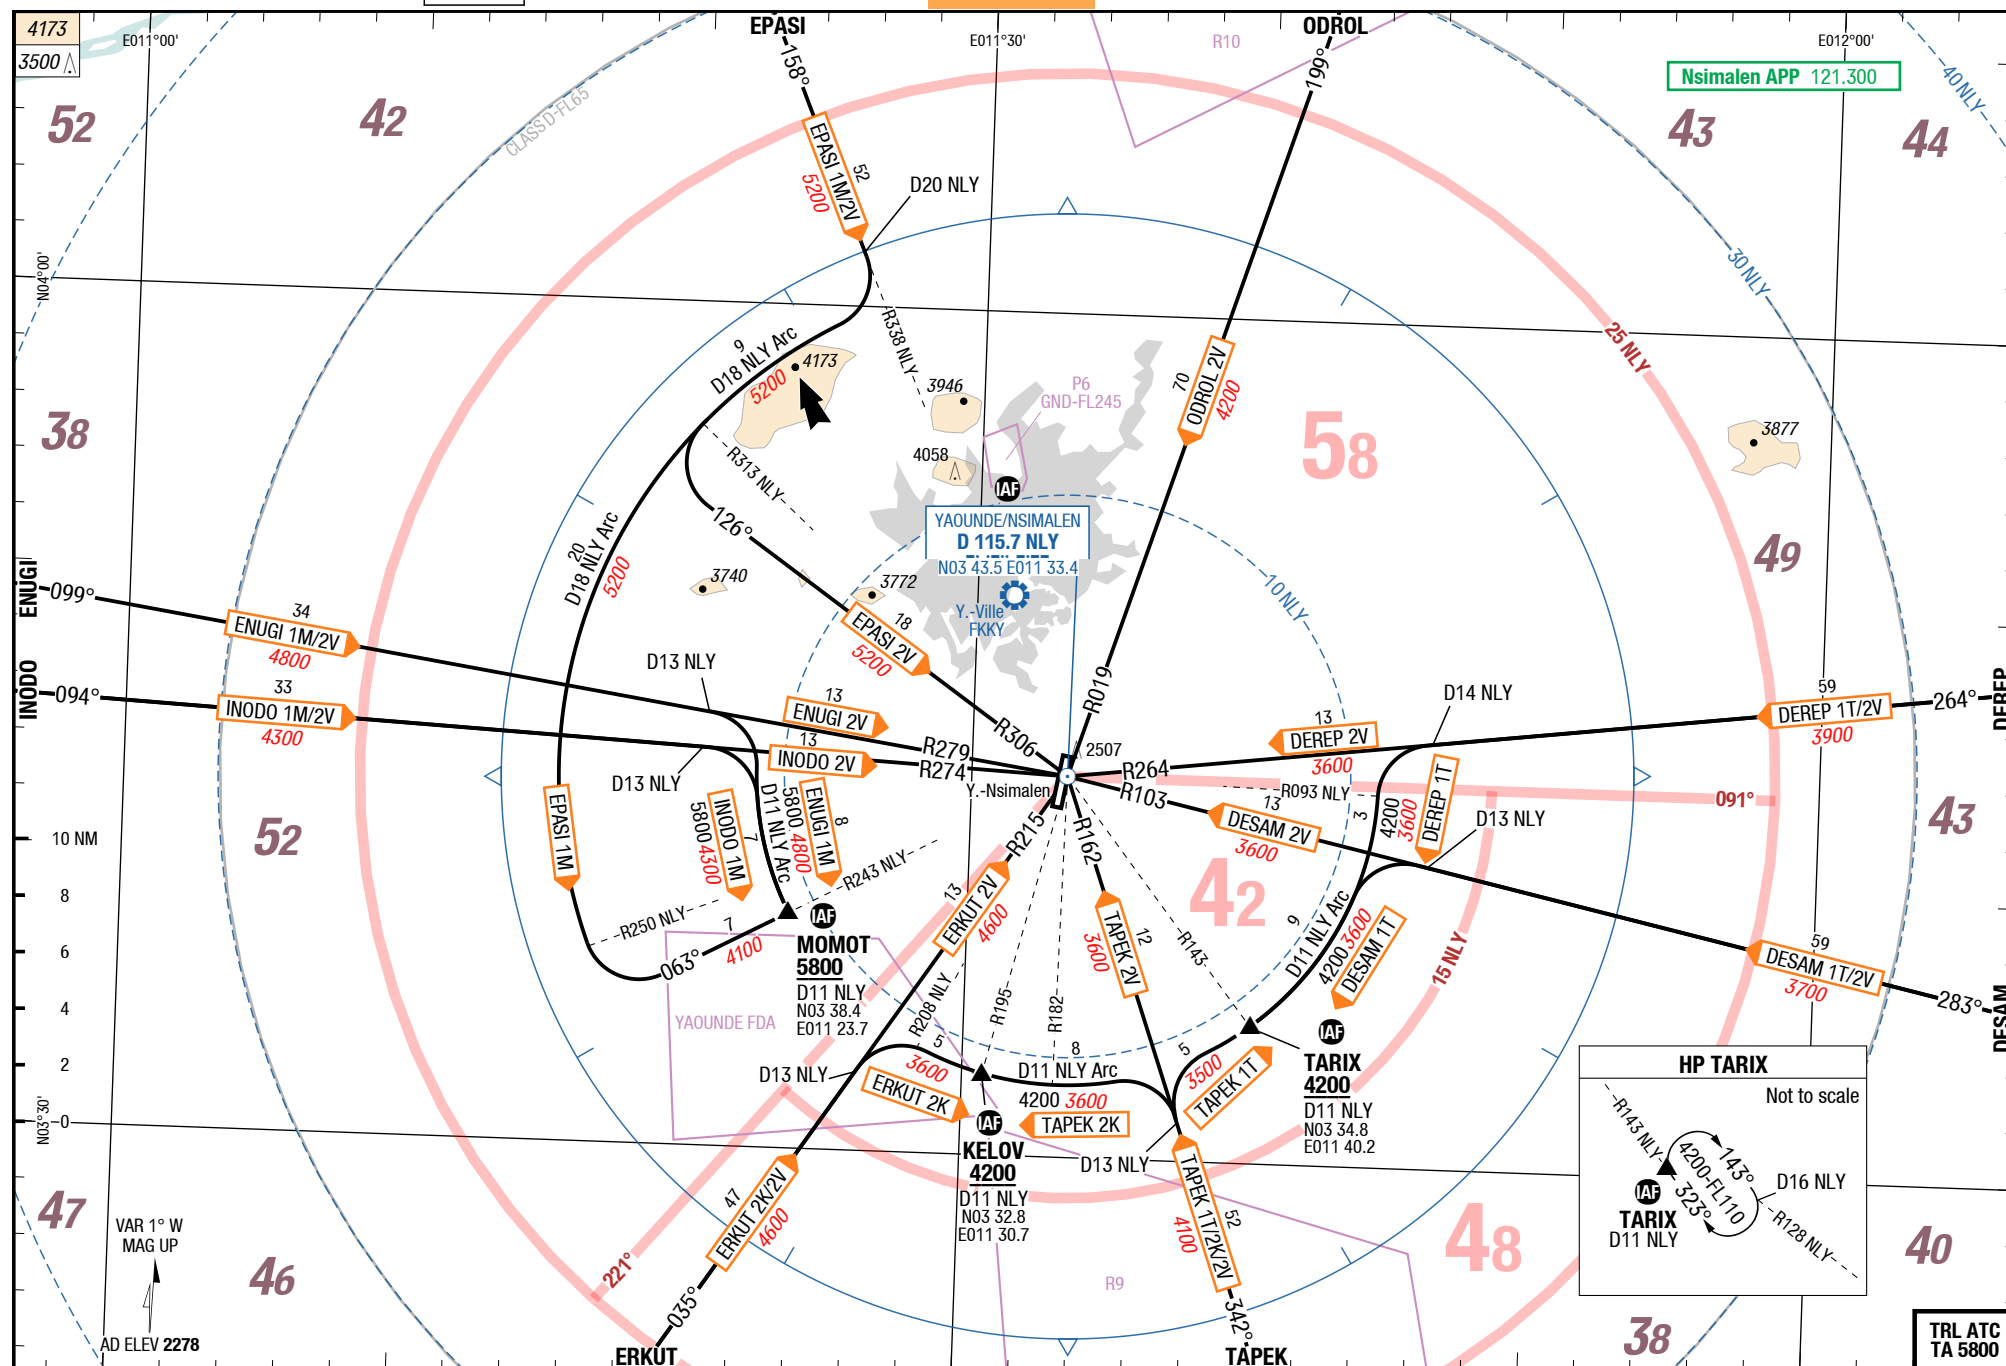 4173
3500
E011°00'
EPASI
E011°30'
ODROL
R10
E012°00'
Nsimalen APP 121.300
40 NLY
52
42
43
44
CLASS D-FL65
158°
199°
EPASI 1M/2V
52
5200
D20 NLY
N04°00'
30 NLY
R338 NLY
25 NLY
9
D18 NLY Arc
5200
4173
3946
P6
GND-FL245
70
ODROL 2V
4200
38
58
3877
4058
R313 NLY
IAF
126°
YAOUNDE/NSIMALEN
D 115.7 NLY
N03 43.5 E011 33.4
49
20
D18 NLY Arc
5200
3740
3772
Y.-Ville
FKKY
10 NLY
ENUGI
099°
34
ENUGI 1M/2V
4800
18
EPASI 2V
5200
INODO
094°
33
INODO 1M/2V
4300
D13 NLY
13
ENUGI 2V
13
INODO 2V
R306
R279
R274
R019
2507
D14 NLY
13
DEREP 2V
3600
59
DEREP 1T/2V
3900
264°
DEREP
D13 NLY
R264
R103
R093 NLY
091°
Y.-Nsimalen
EPASI 1M
INODO 1M
5800 4300
7
D11 NLY Arc
5800 4800
ENUGI 1M
8
R215
R162
13
DESAM 2V
3600
3
4200
3600
DEREP 1T
D13 NLY
52
43
10 NM
8
6
4
2
0
R243 NLY
R250 NLY
7
4100
063°
IAF
MOMOT
5800
D11 NLY
N03 38.4
E011 23.7
13
ERKUT 2V
4600
42
12
TAPEK 2V
3600
R143
9
D11 NLY Arc
4200 3600
DESAM 1T
15 NLY
59
DESAM 1T/2V
3700
283°
DESAM
YAOUNDE FDA
R208 NLY
R195
R182
IAF
TARIX
4200
D11 NLY
N03 34.8
E011 40.2
D13 NLY
5
3600
ERKUT 2K
8
D11 NLY Arc
4200 3600
TAPEK 2K
5
3500
TAPEK 1T
N03°30'
IAF
KELOV
4200
D11 NLY
N03 32.8
E011 30.7
D13 NLY
HP TARIX
Not to scale
R143 NLY
143°
4200-FL110
323°
D16 NLY
R128 NLY
IAF
TARIX
D11 NLY
47
VAR 1° W
MAG UP
46
47
ERKUT 2K/2V
4600
221°
52
TAPEK 1T/2K/2V
4100
48
40
R9
035°
342°
38
AD ELEV 2278
ERKUT
TAPEK
TRL ATC
TA 5800